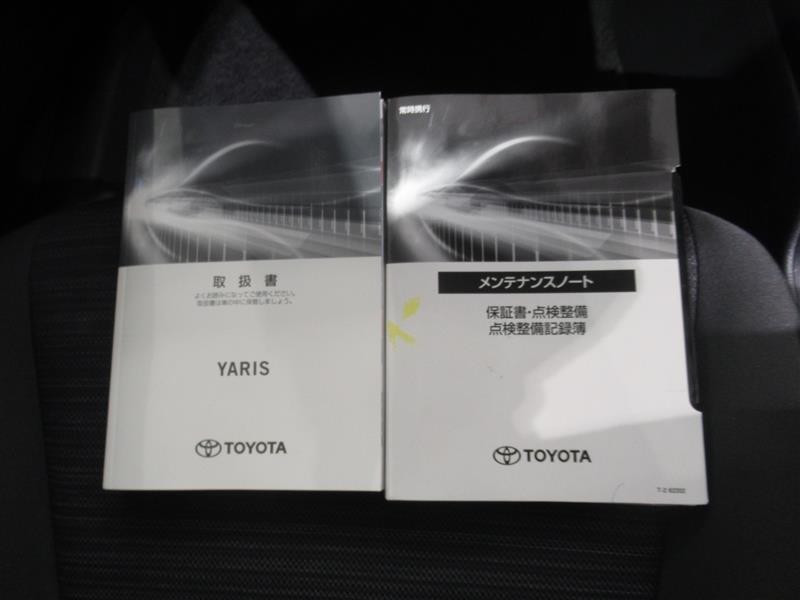 取扱書
よくお読みになってご使用ください。
取扱書は車の中に保管しましょう。
YARIS
TOYOTA
常時携行
メンテナンスノート
保証書・点検整備
点検整備記録簿
TOYOTA